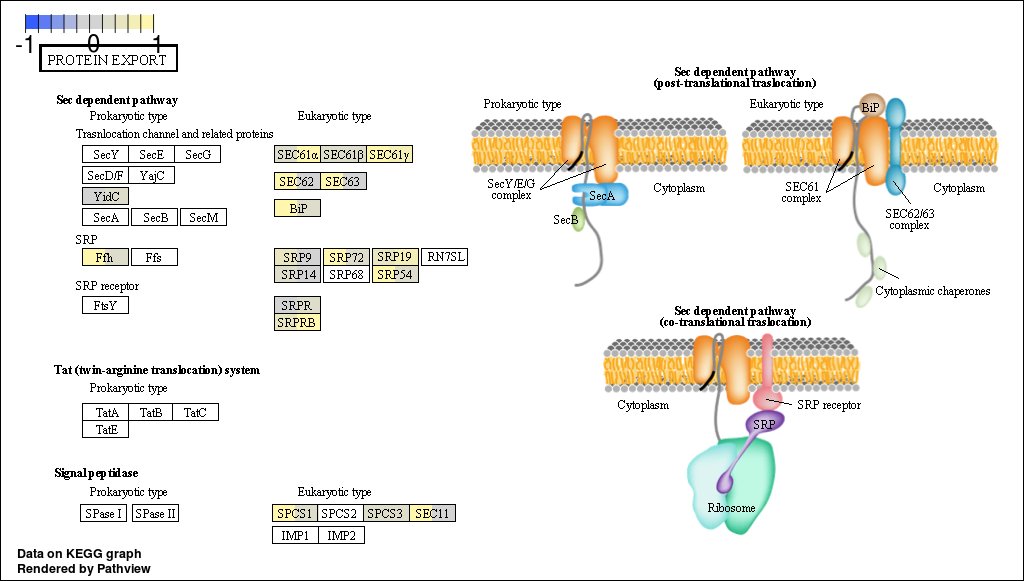 -1 0 1
PROTEIN EXPORT
Sec dependent pathway
Prokaryotic type
Eukaryotic type
Trasnlocation channel and related proteins
SecY SecE SecG
SEC61α SEC61β SEC61γ
SecD/F YajC
SEC62 SEC63
YidC
BiP
SecA SecB SecM
SRP
Ffh Ffs
SRP9 SRP72 SRP19 RN7SL
SRP14 SRP68 SRP54
SRP receptor
FtsY
SRPR
SRPRB
Tat (twin-arginine translocation) system
Prokaryotic type
TatA TatB TatC
TatE
Signal peptidase
Prokaryotic type
Eukaryotic type
SPase I SPase II
SPCS1 SPCS2 SPCS3 SEC11
IMP1 IMP2
Data on KEGG graph
Rendered by Pathview
Sec dependent pathway
(post-translational traslocation)
Prokaryotic type
Eukaryotic type
BiP
SecY/E/G
complex
SecA
Cytoplasm
SecB
SEC61
complex
Cytoplasm
SEC62/63
complex
Cytoplasmic chaperones
Sec dependent pathway
(co-translational traslocation)
Cytoplasm
SRP receptor
SRP
Ribosome